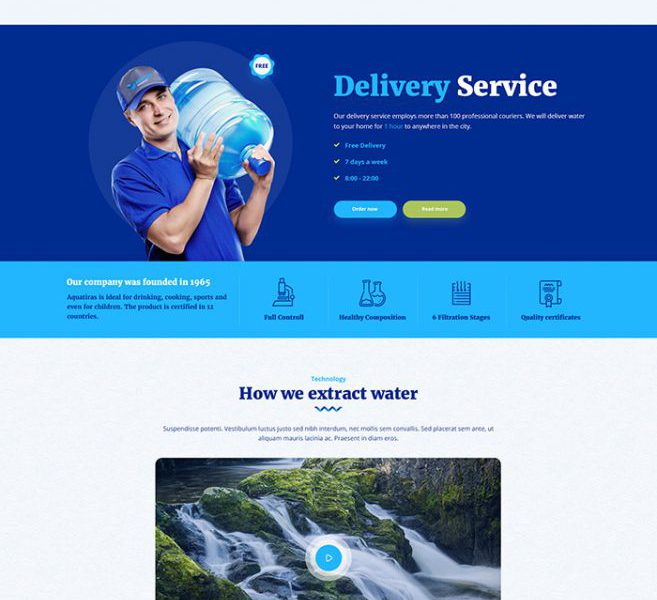 FREE
Delivery Service
Our delivery service employs more than 100 professional couriers. We will deliver water
to your home for 1 hour to anywhere in the city.
Free Delivery
7 days a week
8:00 - 22:00
Order now
Read more
Our company was founded in 1965
Aquatiras is ideal for drinking, cooking, sports and
even for children. The product is certified in 12
countries.
Full Controll
Healthy Composition
6 Filtration Stages
Quality certificates
Technology
How we extract water
Suspendisse potenti. Vestibulum luctus justo sed nibh interdum, nec mollis sem convallis. Sed placerat sem ante, ut
aliquam mauris lacinia ac. Praesent in diam eros.